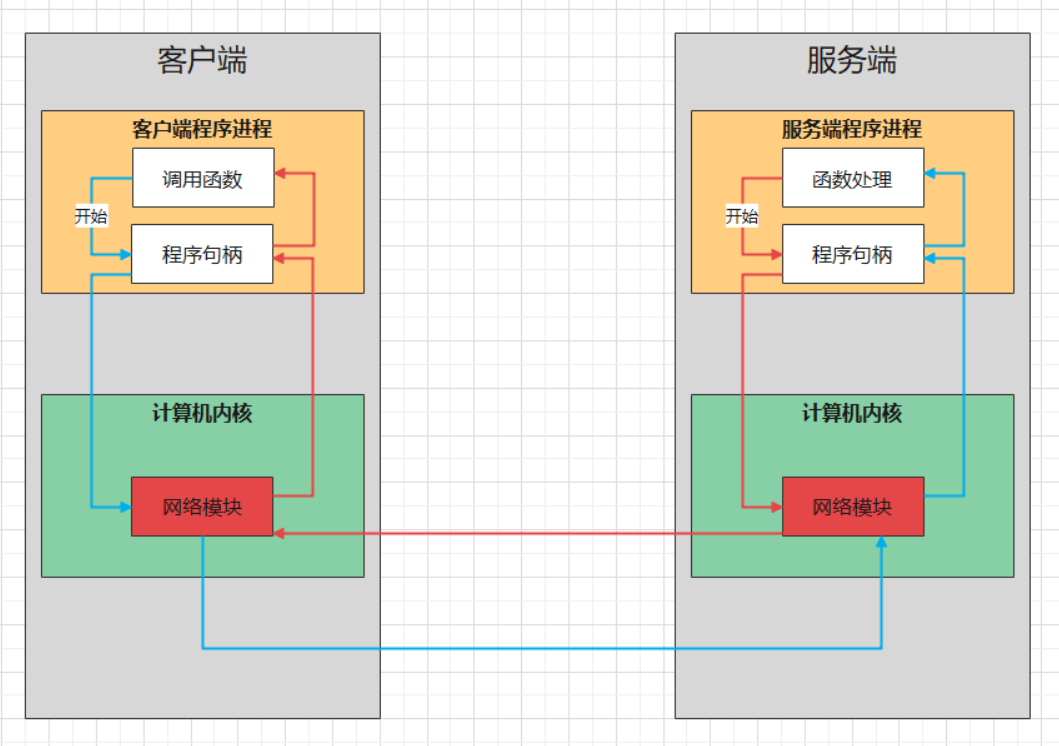 客户端
客户端程序进程
调用函数
开始
程序句柄
计算机内核
网络模块
服务端
服务端程序进程
函数处理
开始
程序句柄
计算机内核
网络模块